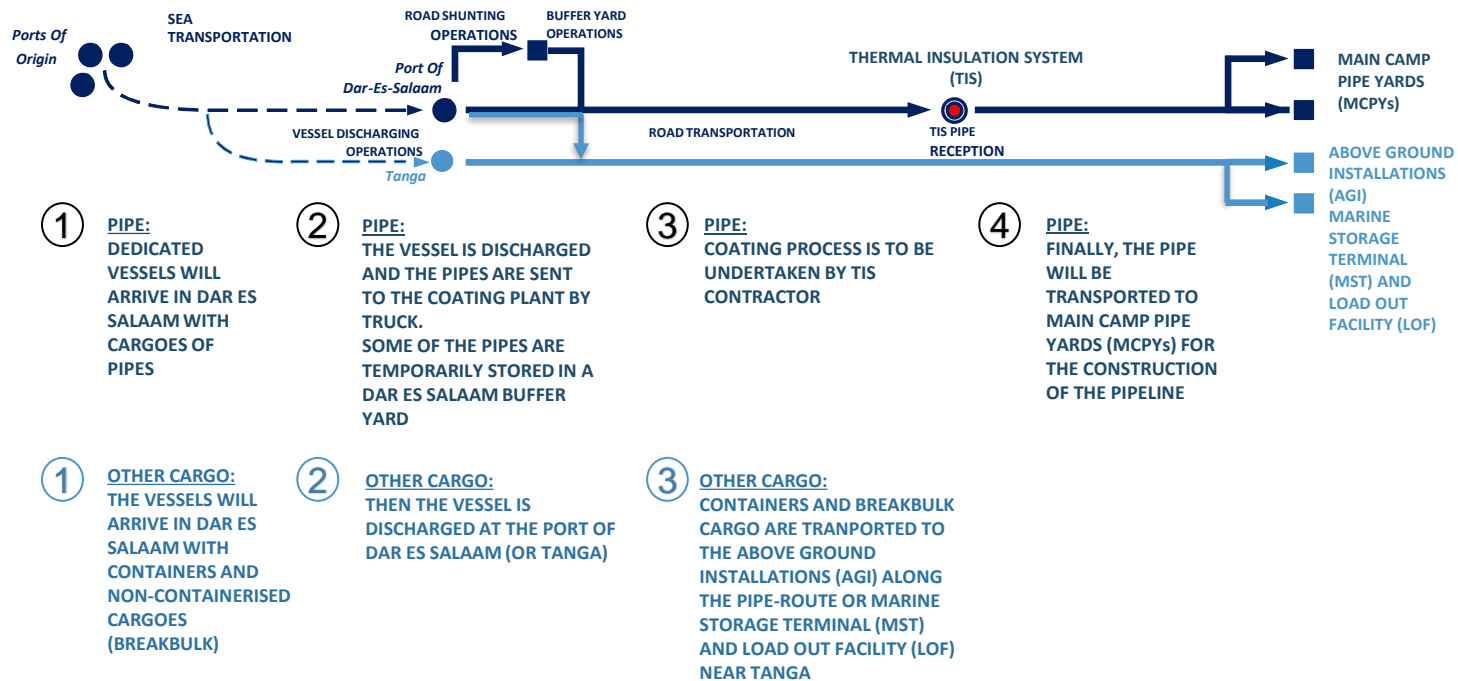 Ports Of
Origin
SEA
TRANSPORTATION
ROAD SHUNTING
OPERATIONS
BUFFER YARD
OPERATIONS
Port Of
Dar-Es-Salaam
THERMAL INSULATION SYSTEM
(TIS)
MAIN CAMP
PIPE YARDS
(MCPYs)
VESSEL DISCHARGING
OPERATIONS
Tanga
ROAD TRANSPORTATION
TIS PIPE
RECEPTION
ABOVE GROUND
INSTALLATIONS
(AGI)
MARINE
STORAGE
TERMINAL
(MST) AND
LOAD OUT
FACILITY (LOF)
1
PIPE:
DEDICATED
VESSELS WILL
ARRIVE IN DAR ES
SALAAM WITH
CARGOES OF
PIPES
2
PIPE:
THE VESSEL IS DISCHARGED
AND THE PIPES ARE SENT
TO THE COATING PLANT BY
TRUCK.
SOME OF THE PIPES ARE
TEMPORARILY STORED IN A
DAR ES SALAAM BUFFER
YARD
3
PIPE:
COATING PROCESS IS TO BE
UNDERTAKEN BY TIS
CONTRACTOR
4
PIPE:
FINALLY, THE PIPE
WILL BE
TRANSPORTED TO
MAIN CAMP PIPE
YARDS (MCPYs) FOR
THE CONSTRUCTION
OF THE PIPELINE
1
OTHER CARGO:
THE VESSELS WILL
ARRIVE IN DAR ES
SALAAM WITH
CONTAINERS AND
NON-CONTAINERISED
CARGOES
(BREAKBULK)
2
OTHER CARGO:
THEN THE VESSEL IS
DISCHARGED AT THE PORT OF
DAR ES SALAAM (OR TANGA)
3
OTHER CARGO:
CONTAINERS AND BREAKBULK
CARGO ARE TRANPORTED TO
THE ABOVE GROUND
INSTALLATIONS (AGI) ALONG
THE PIPE-ROUTE OR MARINE
STORAGE TERMINAL (MST)
AND LOAD OUT FACILITY (LOF)
NEAR TANGA